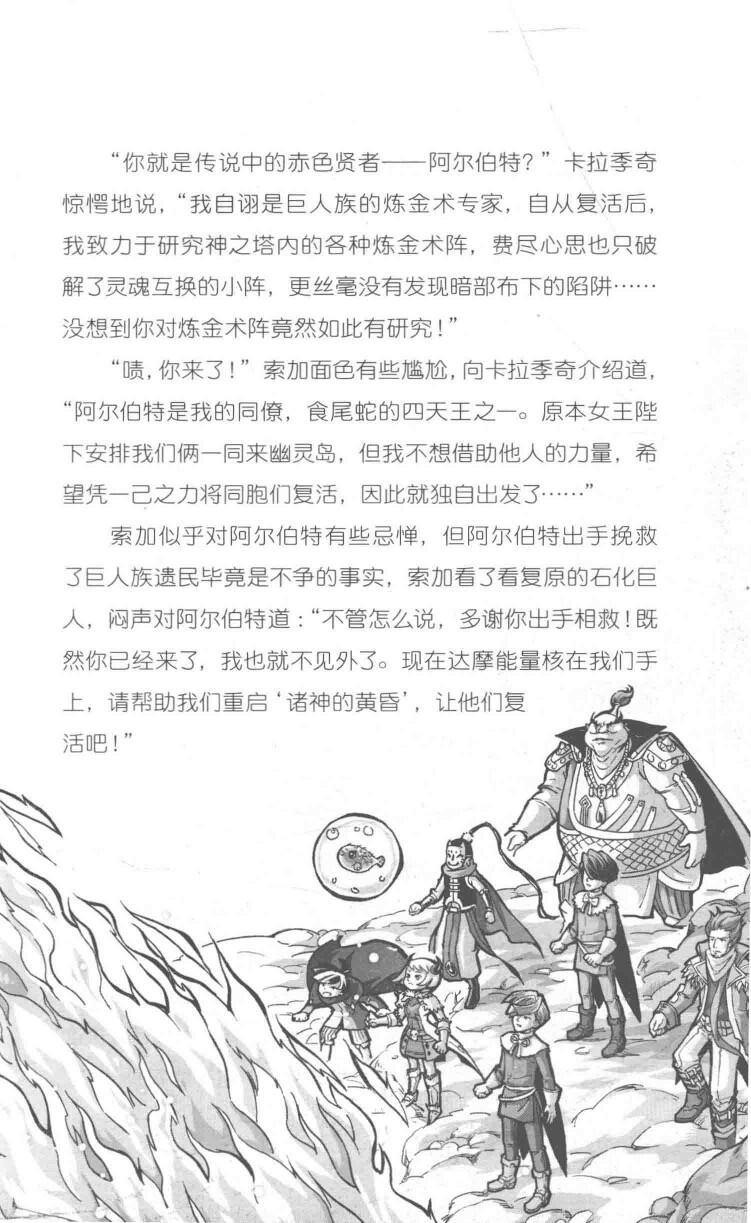 “你就是传说中的赤色贤者——阿尔伯特？”卡拉季奇
惊愕地说，“我自诩是巨人族的炼金术专家，自从复活后，
我致力于研究神之塔内的各种炼金术阵，费尽心思也只破
解了灵魂互换的小阵，更丝毫没有发现暗部布下的陷阱……
没想到你对炼金术阵竟然如此有研究！”
“啧，你来了！”索加面色有些尴尬，向卡拉季奇介绍道，
“阿尔伯特是我的同僚，食尾蛇的四天王之一。原本女王陛
下安排我们俩一同来幽灵岛，但我不想借助他人的力量，希
望凭一己之力将同胞们复活，因此就独自出发了……”
索加似乎对阿尔伯特有些忌惮，但阿尔伯特出手挽救
了巨人族遗民毕竟是不争的事实，索加看了看复原的石化巨
人，闷声对阿尔伯特道：“不管怎么说，多谢你出手相救！既
然你已经来了，我也就不见外了。现在达摩能量核在我们手
上，请帮助我们重启‘诸神的黄昏’，让他们复
活吧！”